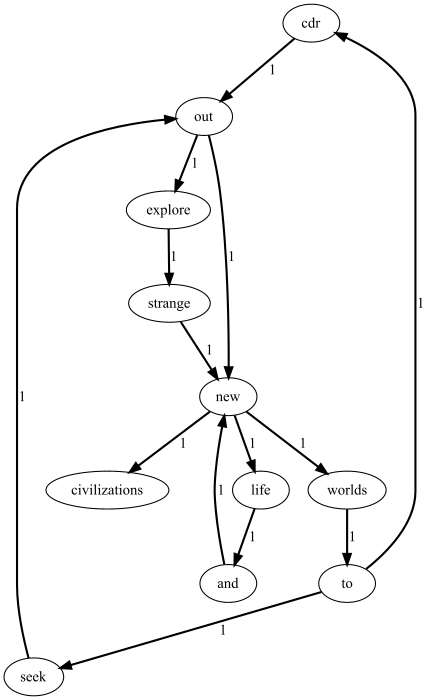 cdr
1
out
1
explore
1
1
strange
1
new
1
1
1
1
1
civilizations
life
worlds
1
1
1
and
to
1
seek